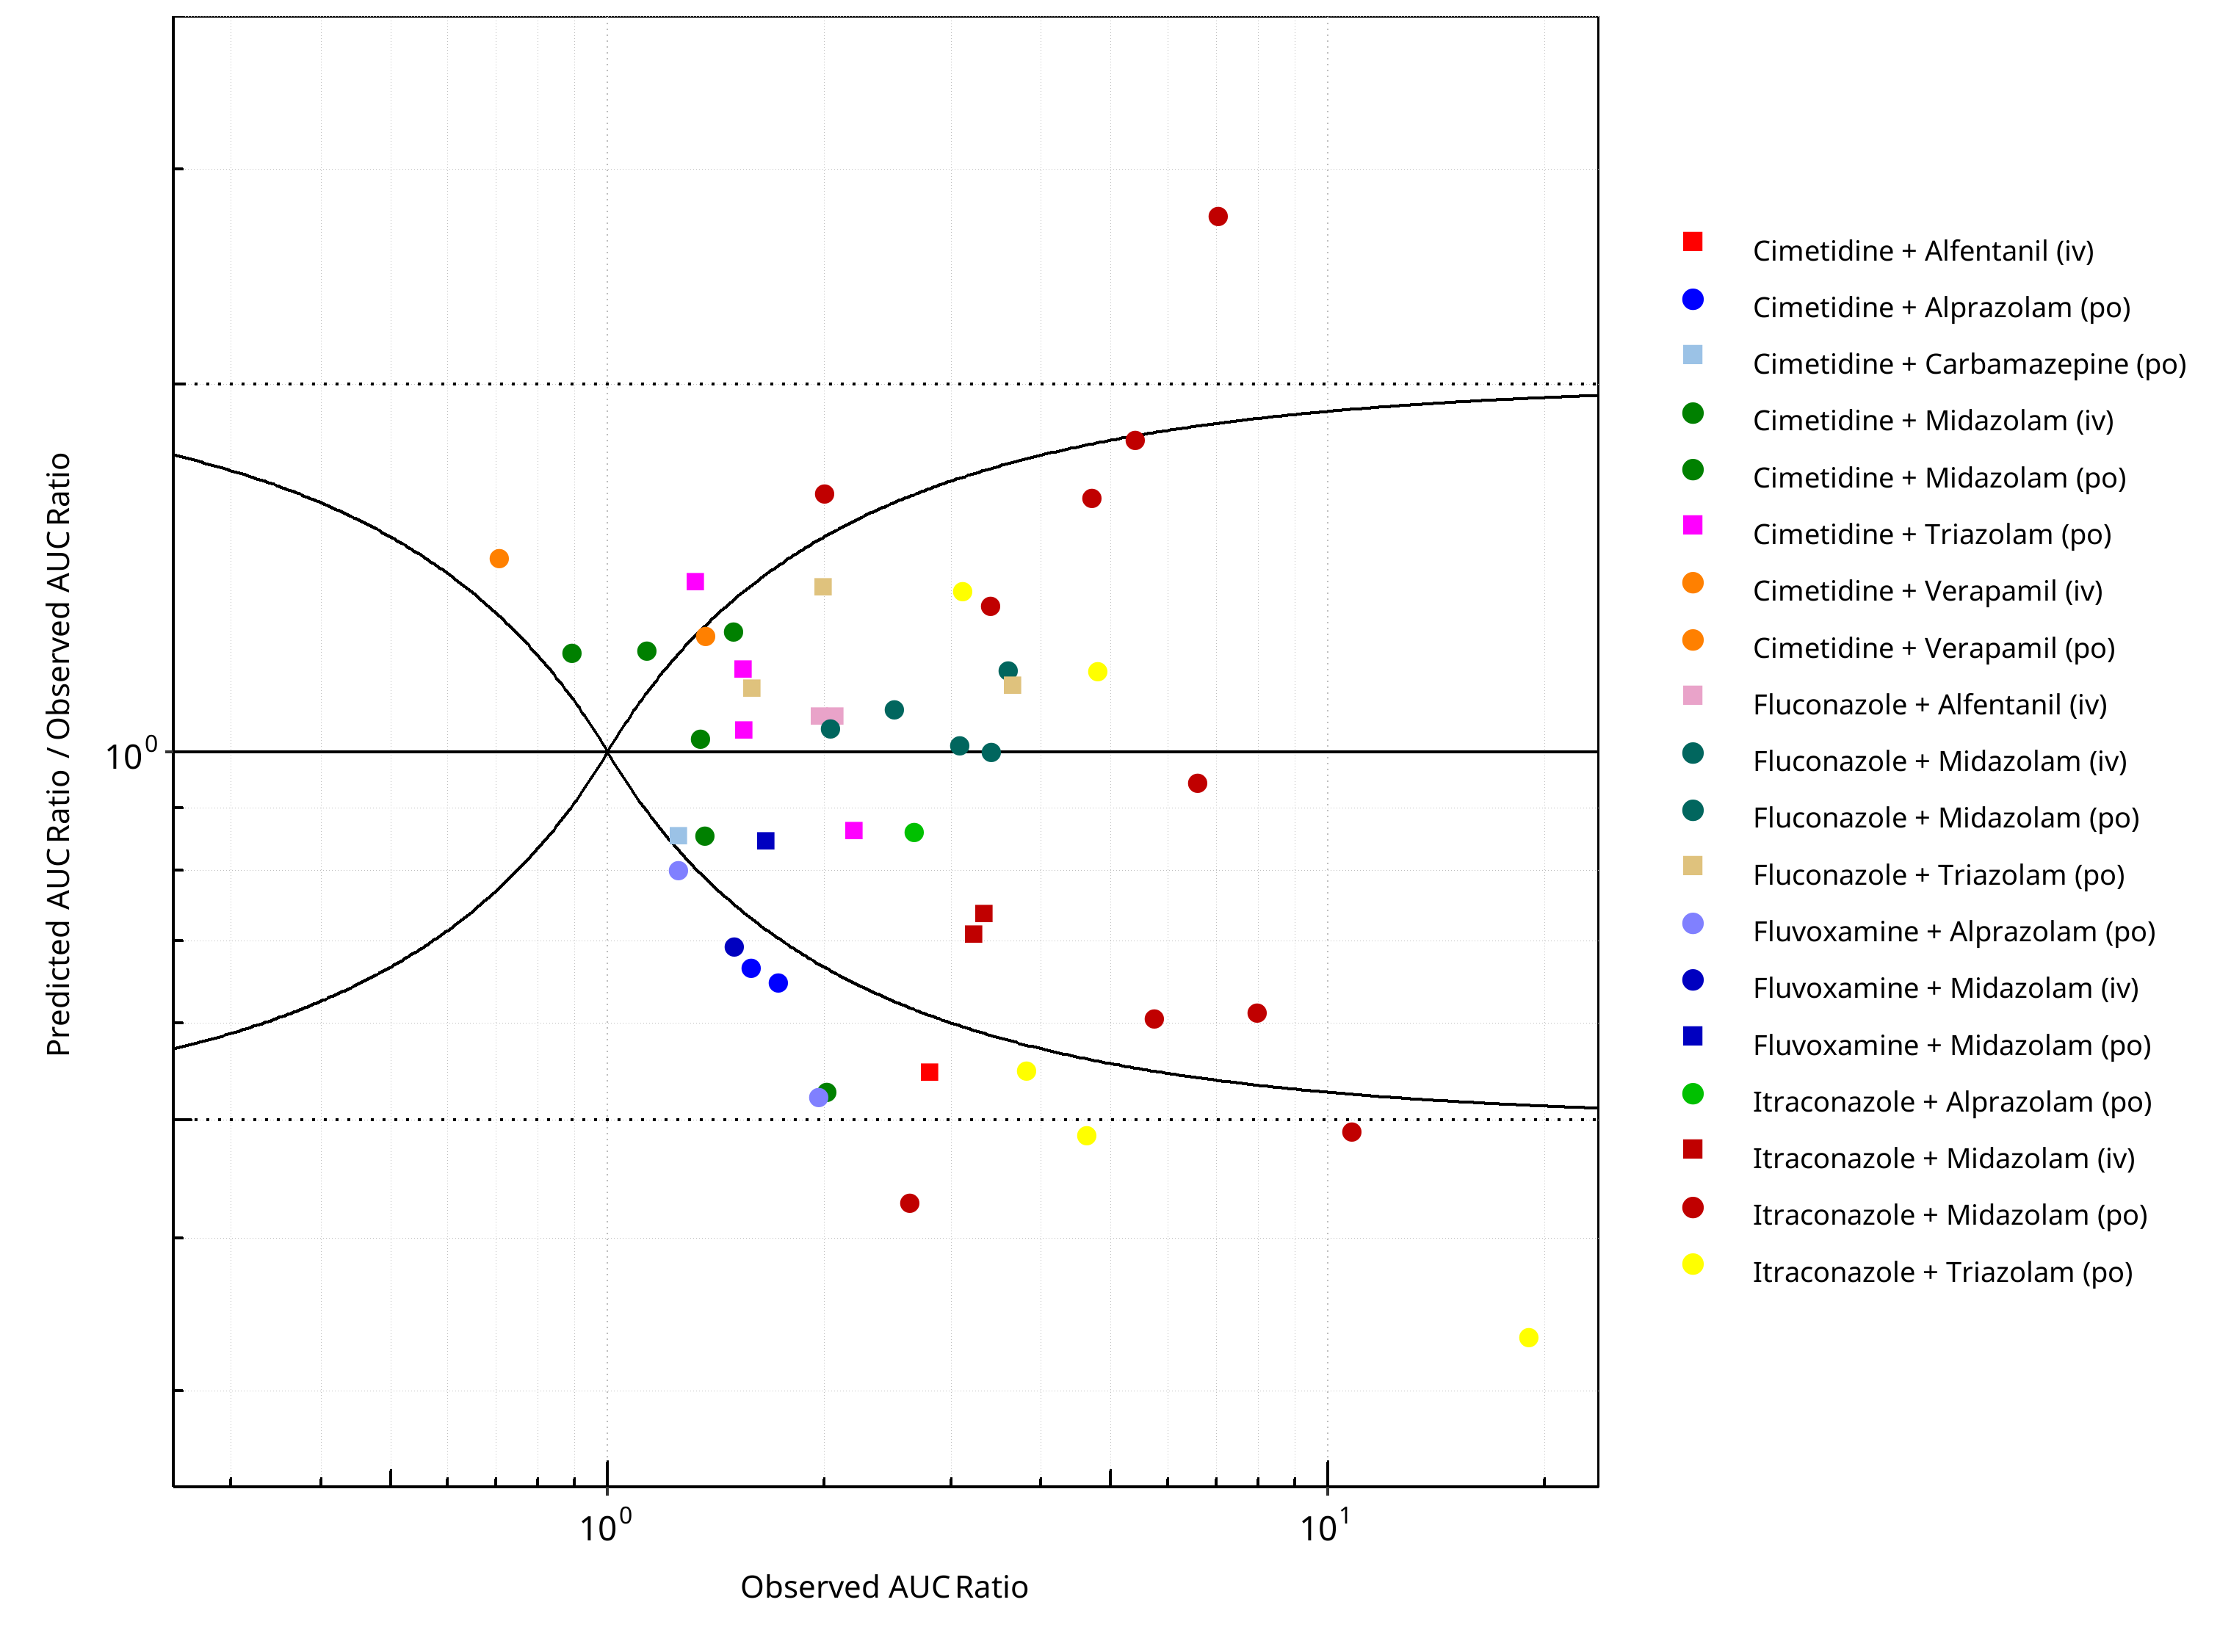 Predicted AUC Ratio / Observed AUC Ratio
10^0
10^0 10^1
Observed AUC Ratio
Cimetidine + Alfentanil (iv)
Cimetidine + Alprazolam (po)
Cimetidine + Carbamazepine (po)
Cimetidine + Midazolam (iv)
Cimetidine + Midazolam (po)
Cimetidine + Triazolam (po)
Cimetidine + Verapamil (iv)
Cimetidine + Verapamil (po)
Fluconazole + Alfentanil (iv)
Fluconazole + Midazolam (iv)
Fluconazole + Midazolam (po)
Fluconazole + Triazolam (po)
Fluvoxamine + Alprazolam (po)
Fluvoxamine + Midazolam (iv)
Fluvoxamine + Midazolam (po)
Itraconazole + Alprazolam (po)
Itraconazole + Midazolam (iv)
Itraconazole + Midazolam (po)
Itraconazole + Triazolam (po)